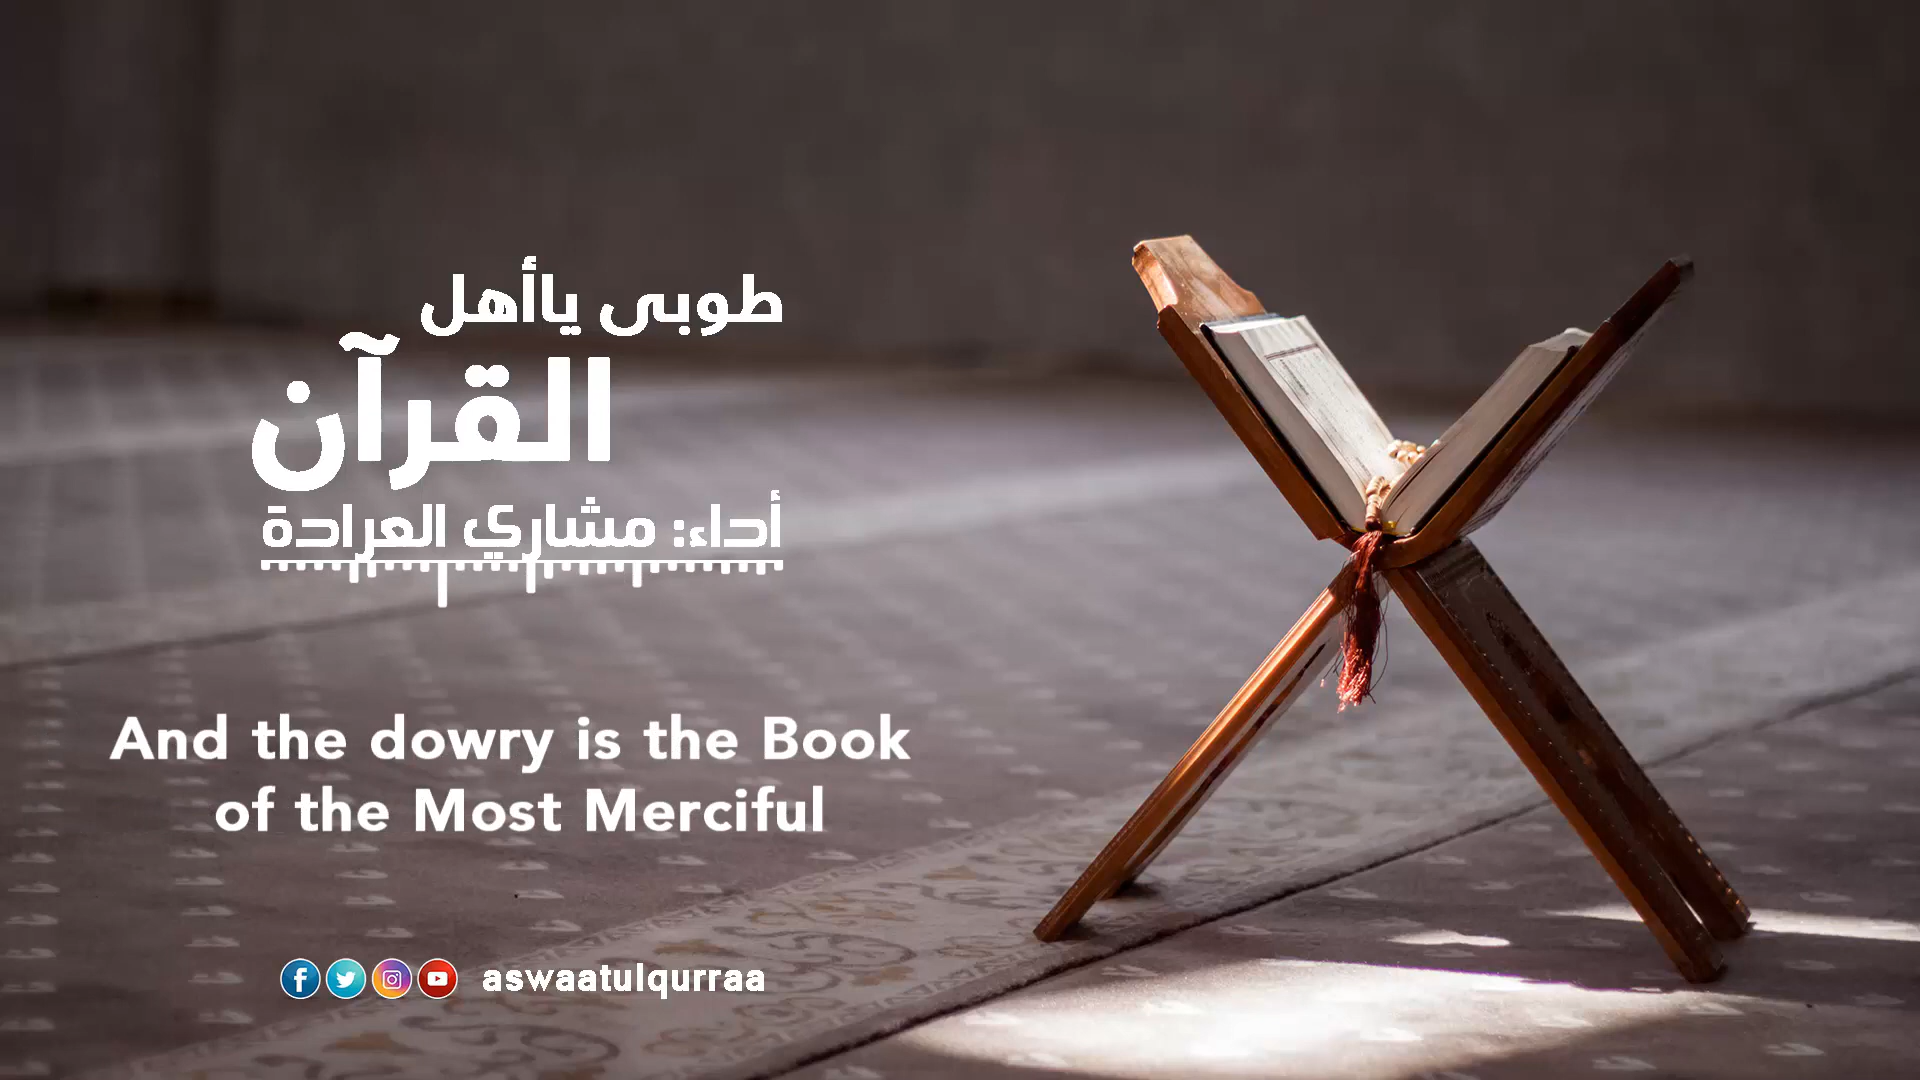 طوبى ياأهل
القرآن
أداء: مشاري العرادة
And the dowry is the Book
of the Most Merciful
aswaatulqurraa